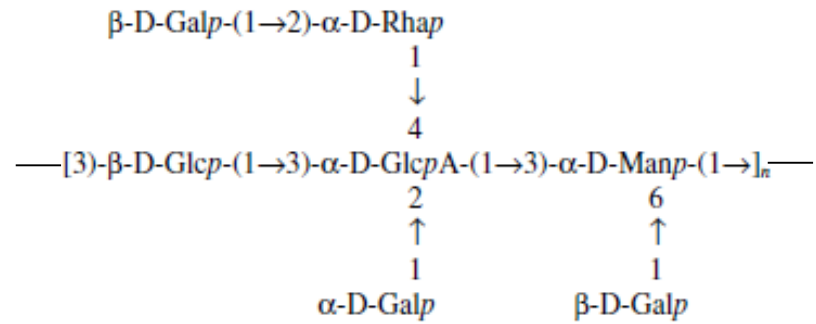 β-D-Galp-(1→2)-α-D-Rhap
1
↓
4
—[3)-β-D-Glcp-(1→3)-α-D-GlcpA-(1→3)-α-D-Manp-(1→]n—
2 6
↑ ↑
1 1
α-D-Galp β-D-Galp